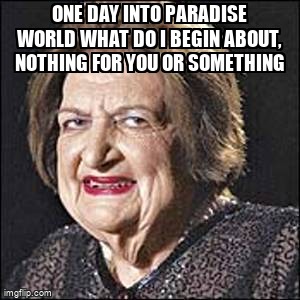 ONE DAY INTO PARADISE
WORLD WHAT DO I BEGIN ABOUT,
NOTHING FOR YOU OR SOMETHING
imgflip.com